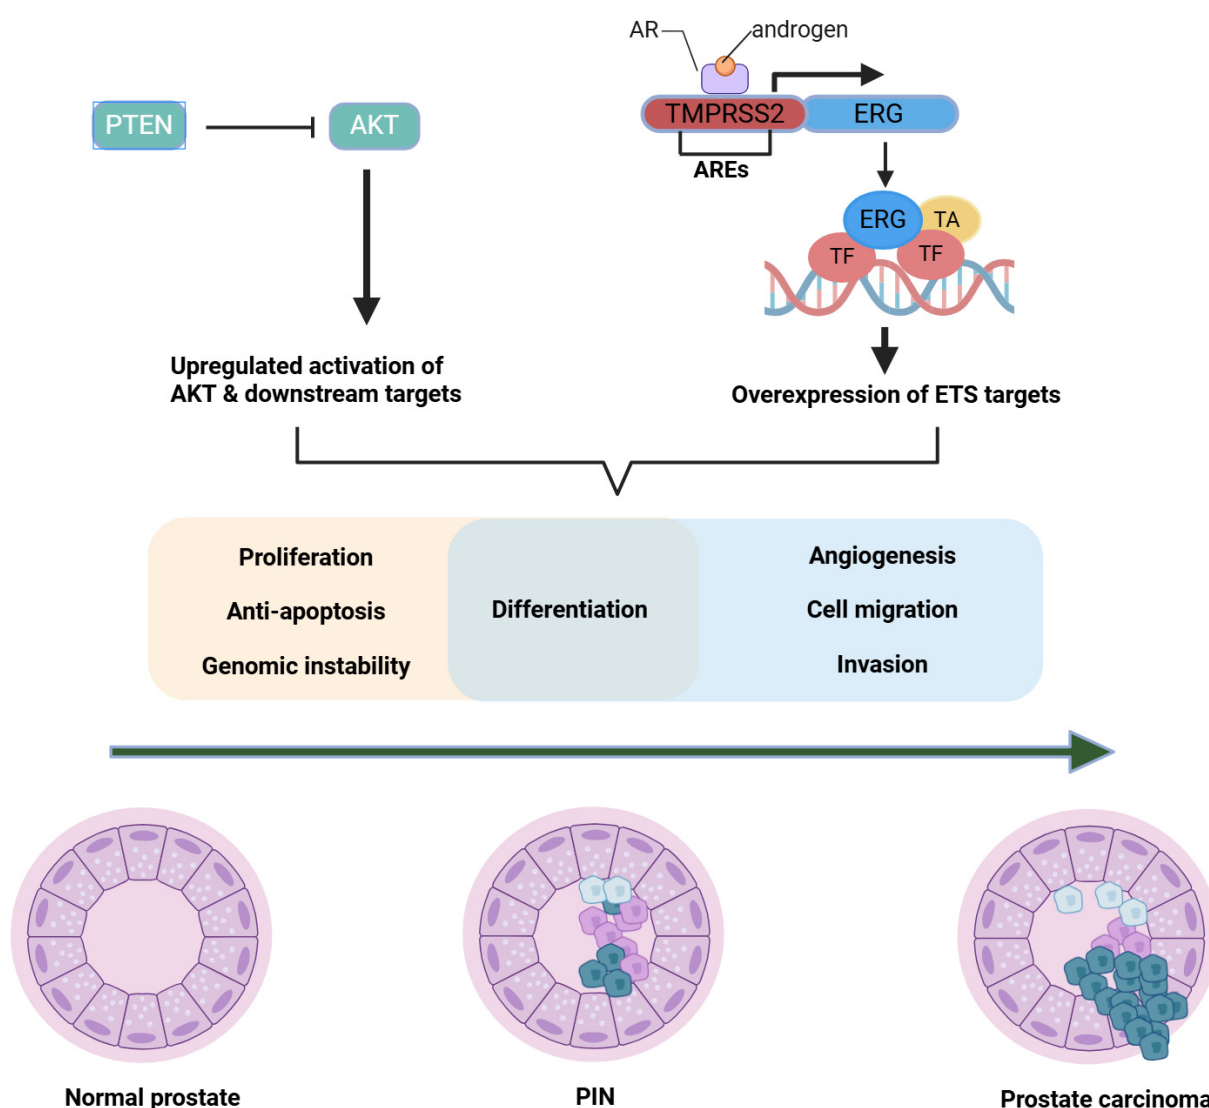 AR
androgen
PTEN
AKT
TMPRSS2
ERG
AREs
ERG
TA
TF
TF
Upregulated activation of
AKT & downstream targets
Overexpression of ETS targets
Proliferation
Anti-apoptosis
Genomic instability
Differentiation
Angiogenesis
Cell migration
Invasion
Normal prostate
PIN
Prostate carcinoma